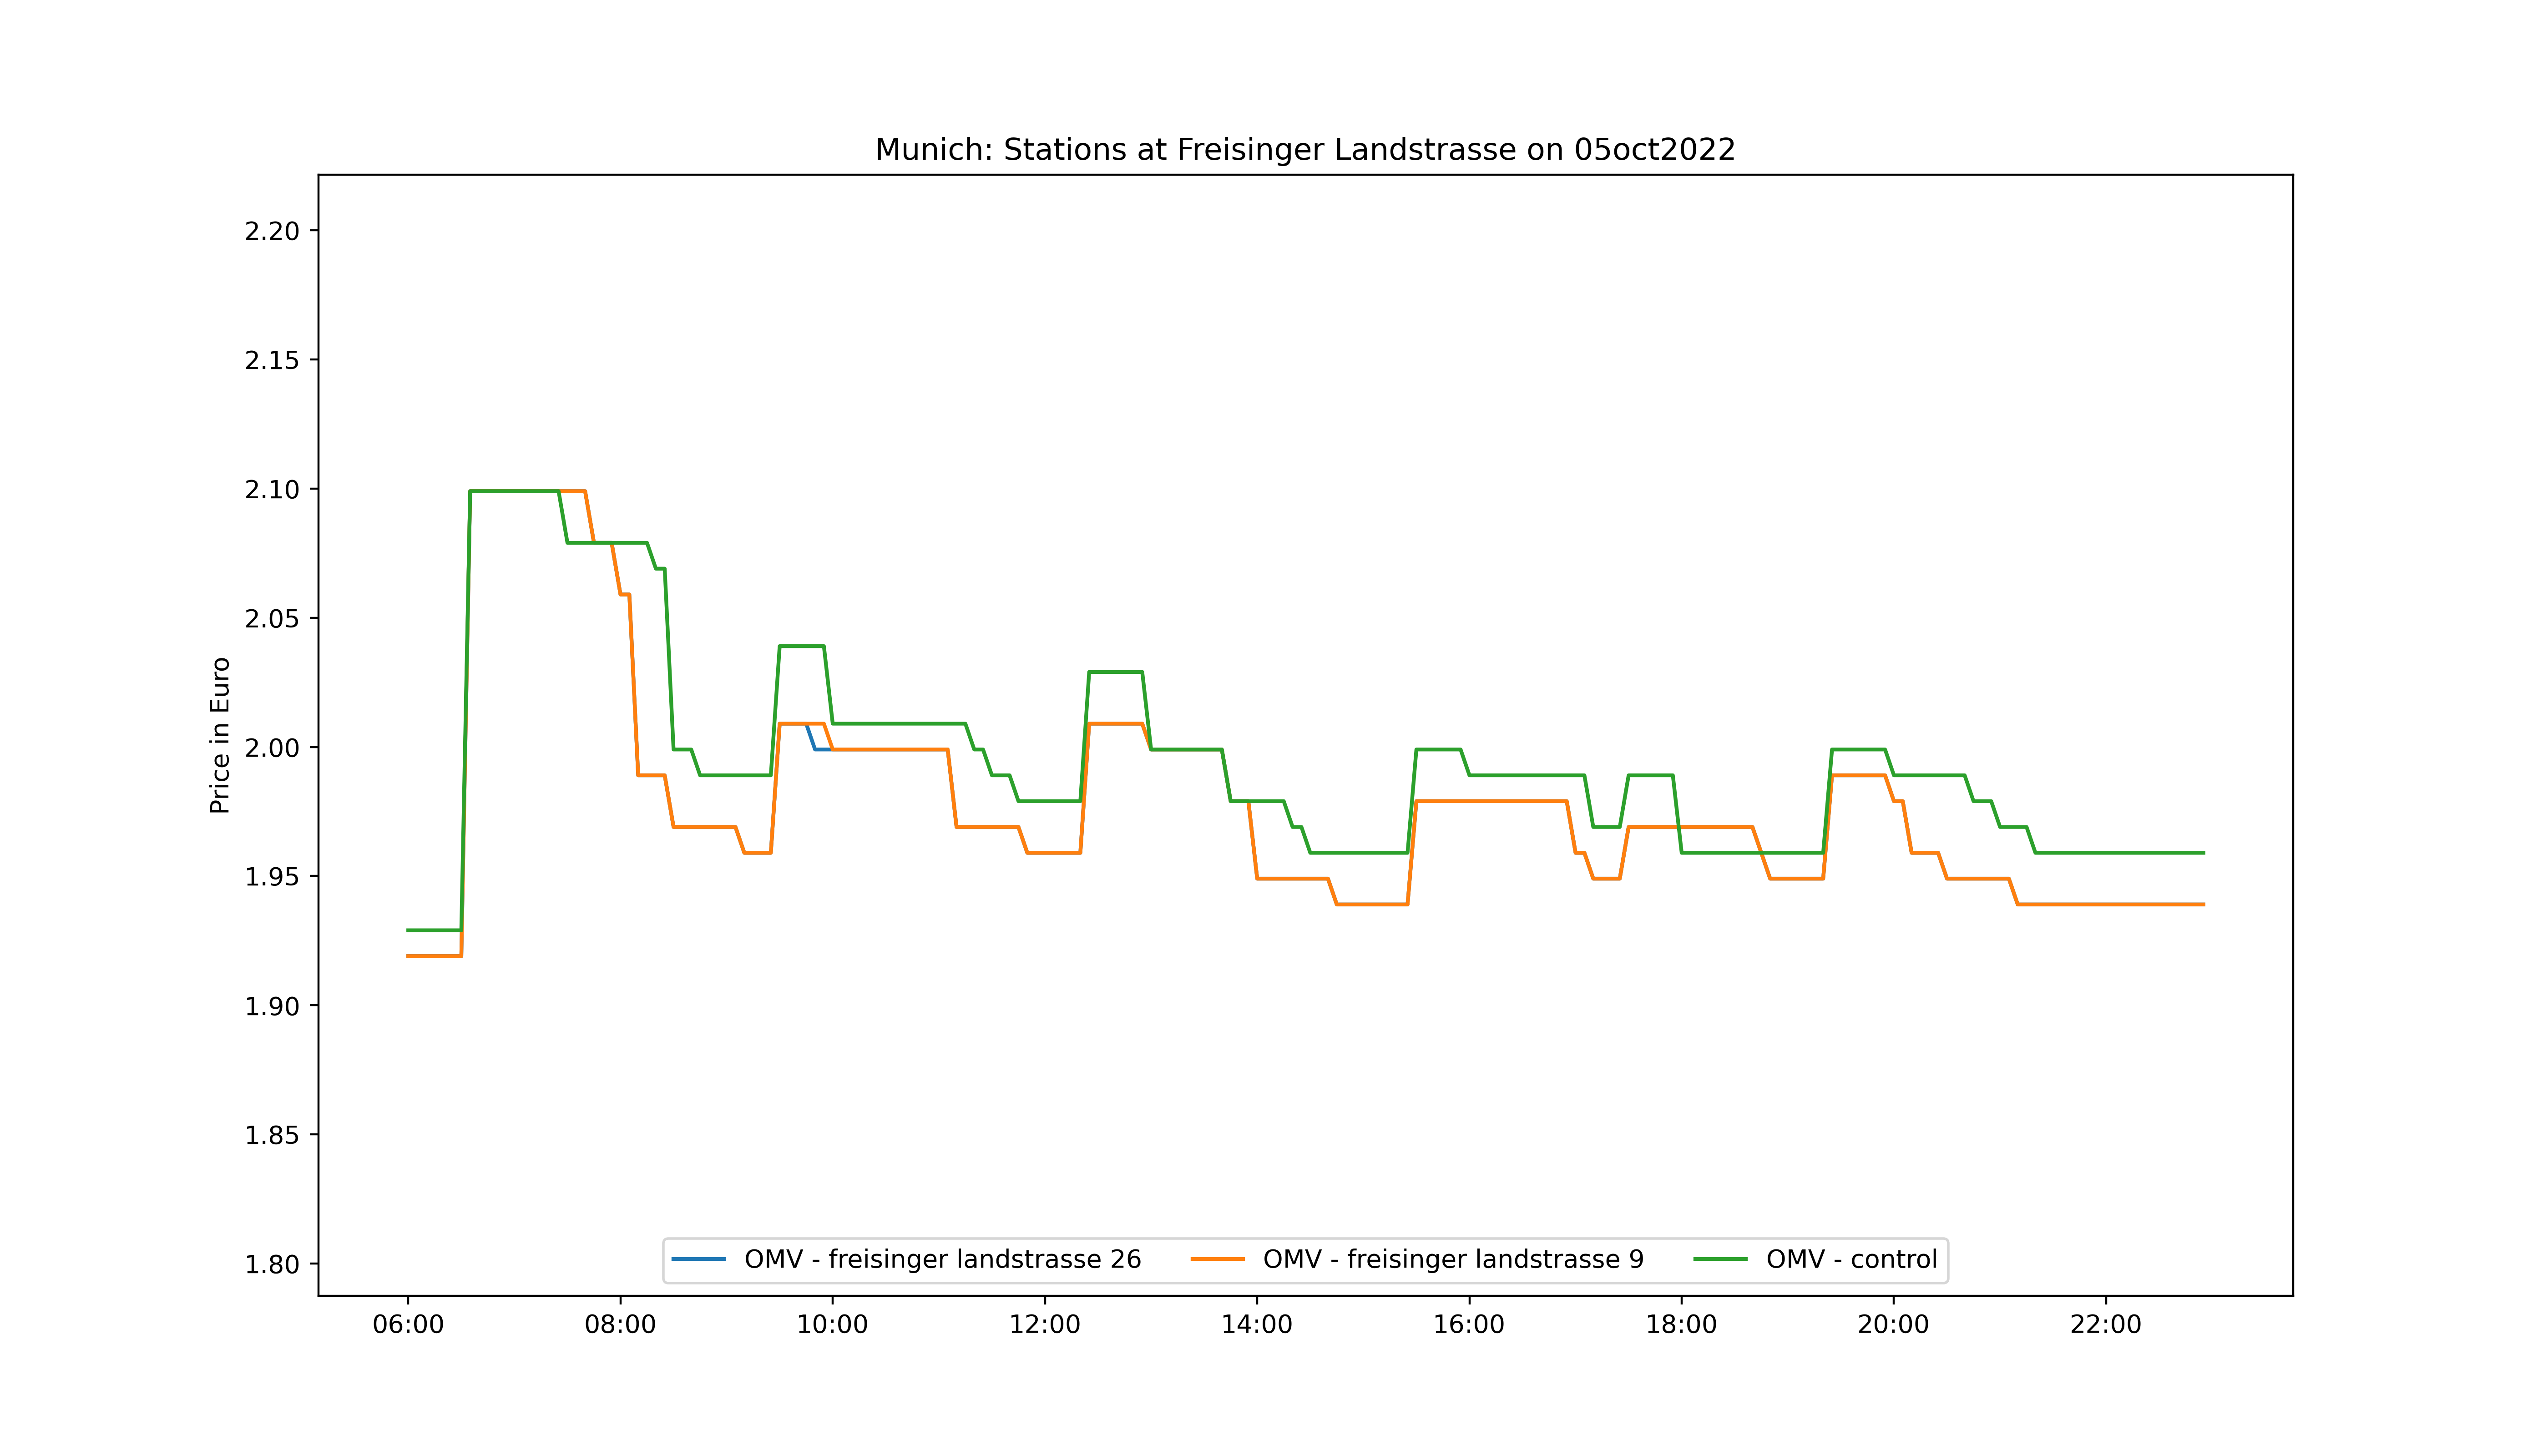 Munich: Stations at Freisinger Landstrasse on 05oct2022
Price in Euro
2.20
2.15
2.10
2.05
2.00
1.95
1.90
1.85
1.80
OMV - freisinger landstrasse 26 OMV - freisinger landstrasse 9 OMV - control
06:00 08:00 10:00 12:00 14:00 16:00 18:00 20:00 22:00